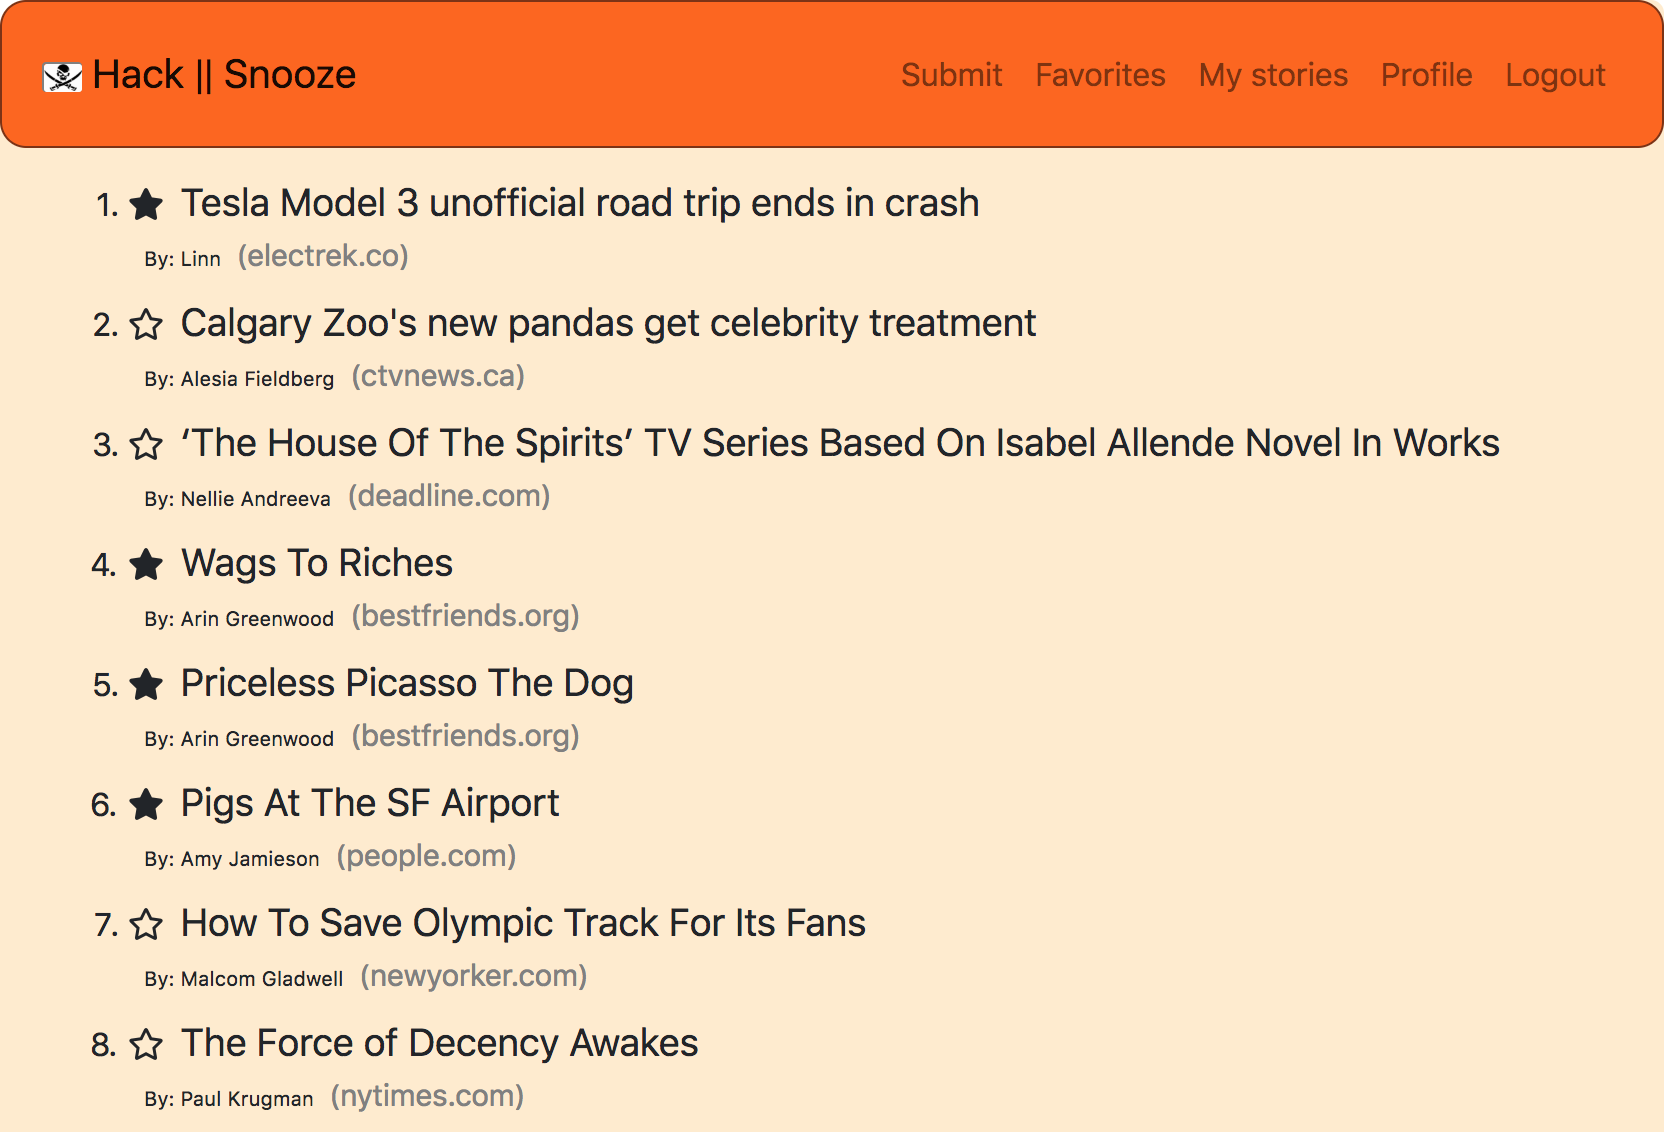 Hack || Snooze Submit Favorites My stories Profile Logout
1. Tesla Model 3 unofficial road trip ends in crash
By: Linn (electrek.co)
2. Calgary Zoo's new pandas get celebrity treatment
By: Alesia Fieldberg (ctvnews.ca)
3. ‘The House Of The Spirits’ TV Series Based On Isabel Allende Novel In Works
By: Nellie Andreeva (deadline.com)
4. Wags To Riches
By: Arin Greenwood (bestfriends.org)
5. Priceless Picasso The Dog
By: Arin Greenwood (bestfriends.org)
6. Pigs At The SF Airport
By: Amy Jamieson (people.com)
7. How To Save Olympic Track For Its Fans
By: Malcom Gladwell (newyorker.com)
8. The Force of Decency Awakes
By: Paul Krugman (nytimes.com)